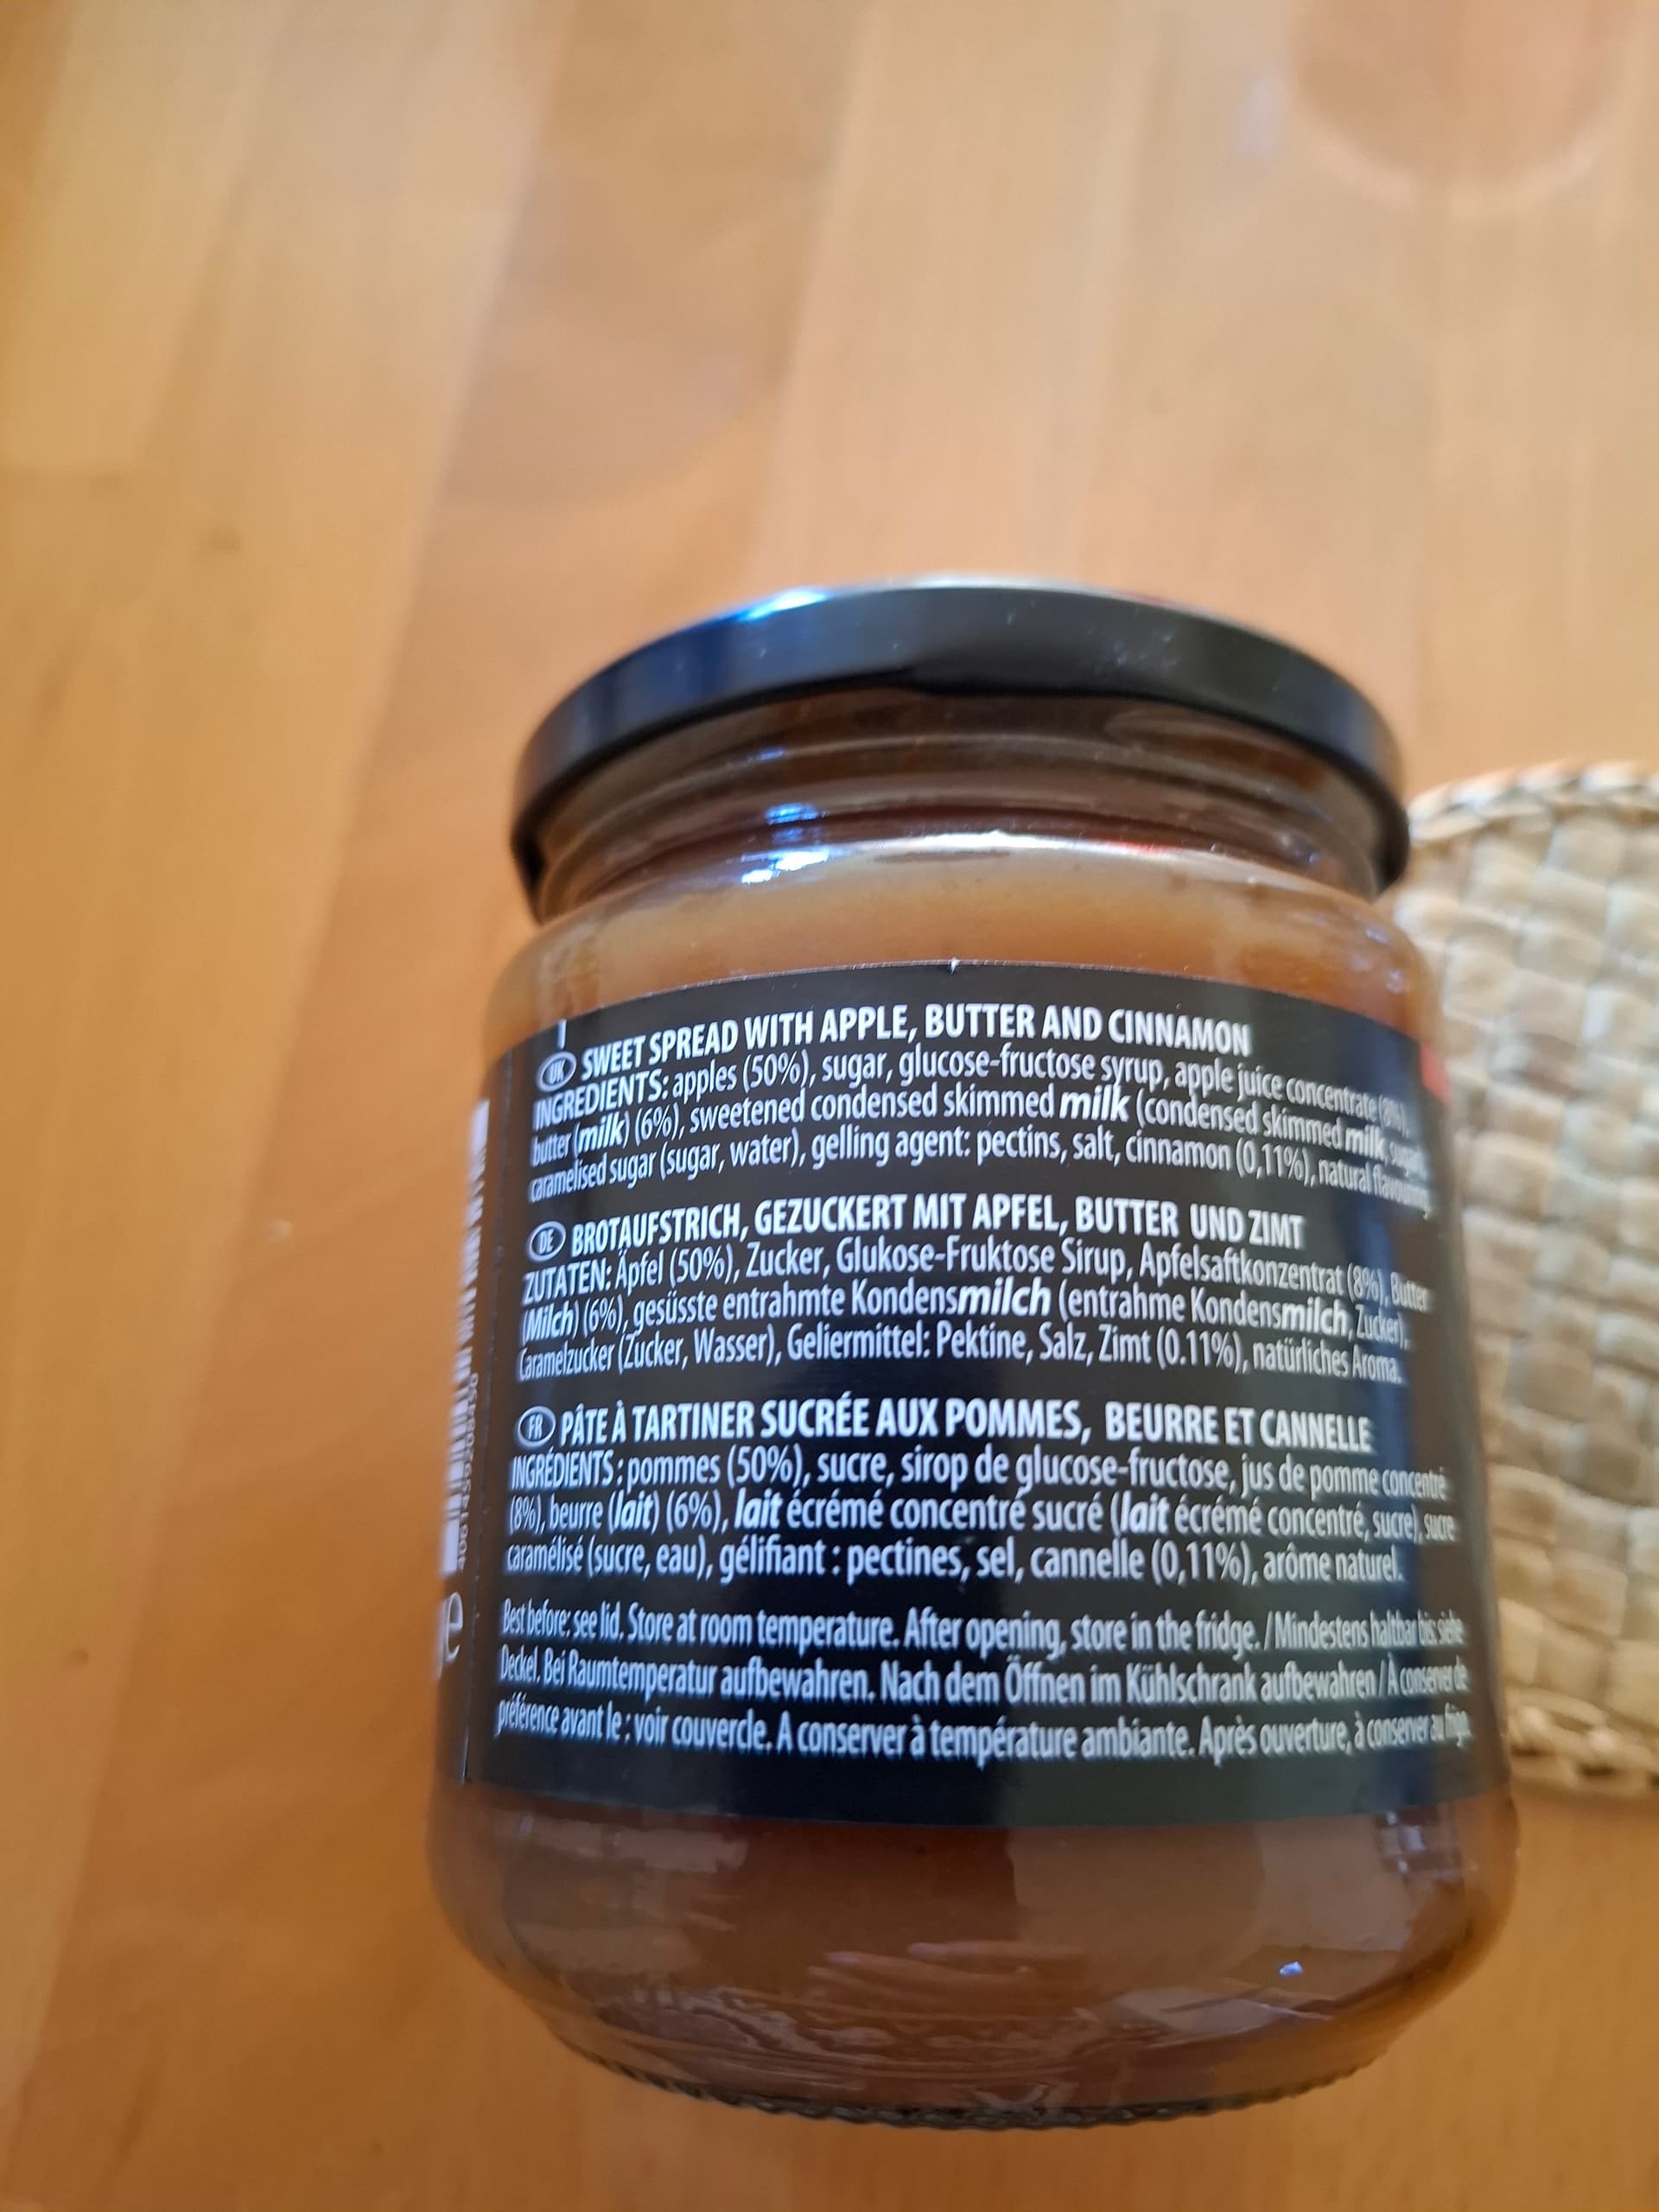 UK SWEET SPREAD WITH APPLE, BUTTER AND CINNAMON
INGREDIENTS: apples (50%), sugar, glucose-fructose syrup, apple juice concentrate (8%),
butter (milk) (6%), sweetened condensed skimmed milk (condensed skimmed milk, sugar),
caramelised sugar (sugar, water), gelling agent: pectins, salt, cinnamon (0,11%), natural flavouring.
DE BROTAUFSTRICH, GEZUCKERT MIT APFEL, BUTTER UND ZIMT
ZUTATEN: Äpfel (50%), Zucker, Glukose-Fruktose Sirup, Apfelsaftkonzentrat (8%), Butter
(Milch) (6%), gesüsste entrahmte Kondensmilch (entrahme Kondensmilch, Zucker),
Caramelzucker (Zucker, Wasser), Geliermittel: Pektine, Salz, Zimt (0.11%), natürliches Aroma.
FR PÂTE À TARTINER SUCRÉE AUX POMMES, BEURRE ET CANNELLE
INGRÉDIENTS : pommes (50%), sucre, sirop de glucose-fructose, jus de pomme concentré
(8%), beurre (lait) (6%), lait écrémé concentré sucré (lait écrémé concentré, sucre), sucre
caramélisé (sucre, eau), gélifiant : pectines, sel, cannelle (0,11%), arôme naturel.
Best before: see lid. Store at room temperature. After opening, store in the fridge. / Mindestens haltbar bis: siehe
Deckel. Bei Raumtemperatur aufbewahren. Nach dem Öffnen im Kühlschrank aufbewahren / À conserver de
préférence avant le : voir couvercle. A conserver à température ambiante. Après ouverture, à conserver au frigo.